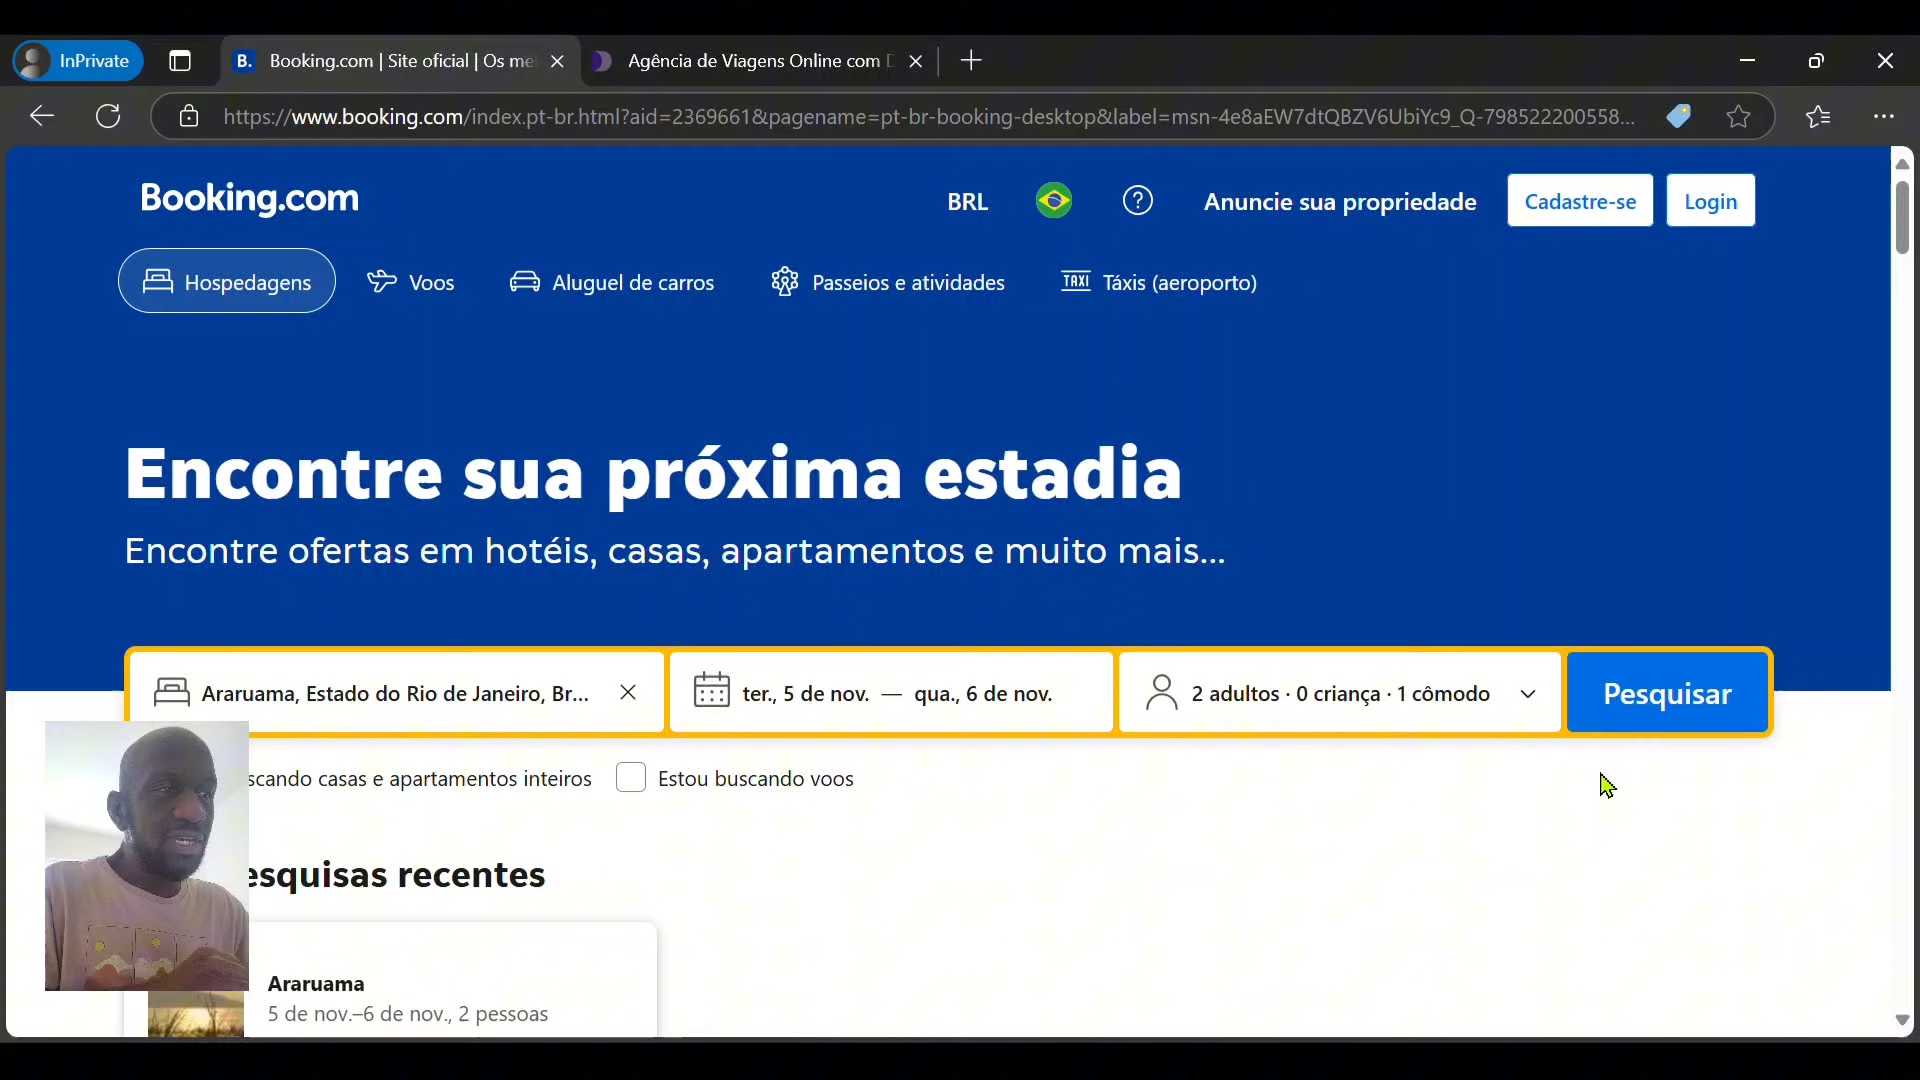 InPrivate
Booking.com | Site oficial | Os me
Agência de Viagens Online com D
https://www.booking.com/index.pt-br.html?aid=2369661&pagename=pt-br-booking-desktop&label=msn-4e8aEW7dtQBZV6UbiYc9_Q-798522200558...
Booking.com
BRL
Anuncie sua propriedade
Cadastre-se
Login
Hospedagens
Voos
Aluguel de carros
TAXI Táxis (aeroporto)
Passeios e atividades
Encontre sua próxima estadia
Encontre ofertas em hotéis, casas, apartamentos e muito mais...
Araruama, Estado do Rio de Janeiro, Br...
ter., 5 de nov. — qua., 6 de nov.
2 adultos · 0 criança · 1 cômodo
Pesquisar
scando casas e apartamentos inteiros
Estou buscando voos
esquisas recentes
Araruama
5 de nov.–6 de nov., 2 pessoas